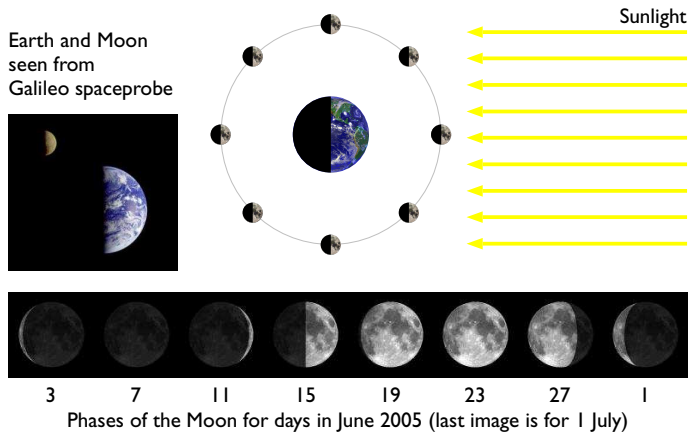 Sunlight
Earth and Moon
seen from
Galileo spaceprobe
3 7 11 15 19 23 27 1
Phases of the Moon for days in June 2005 (last image is for 1 July)